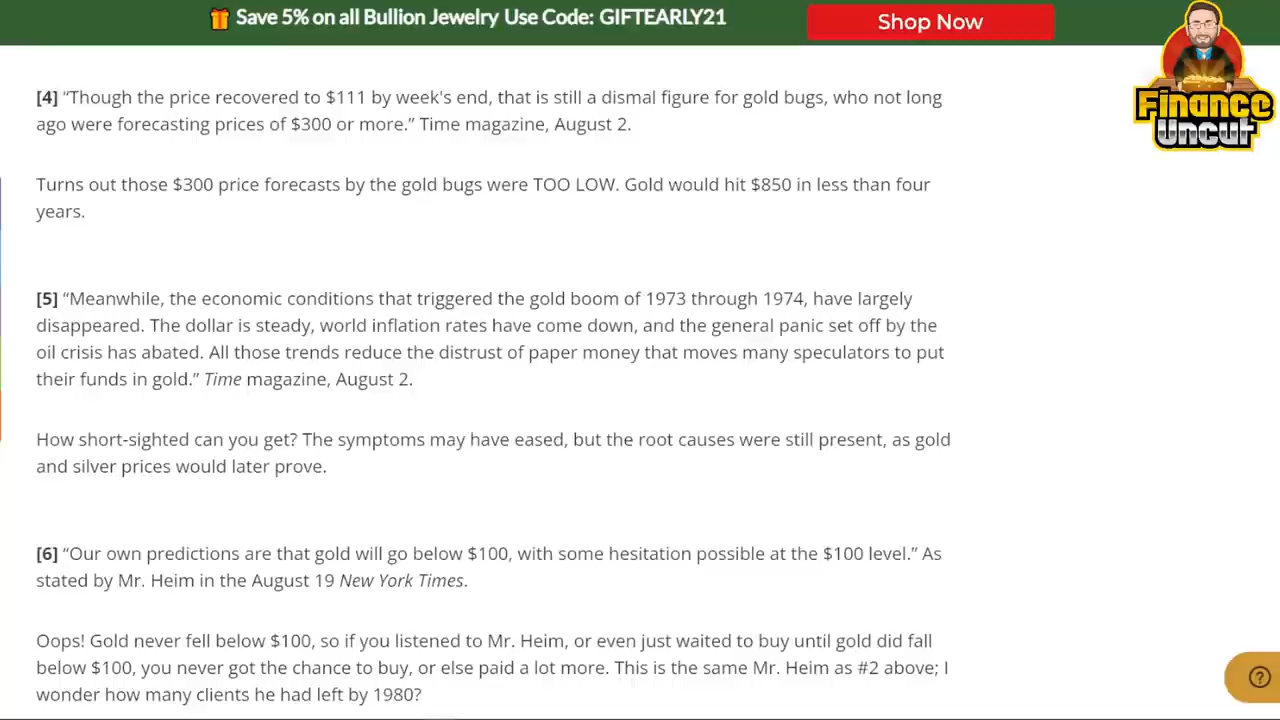 Save 5% on all Bullion Jewelry Use Code: GIFTEARLY21
Shop Now
Finance
Uncut
[4] “Though the price recovered to $111 by week's end, that is still a dismal figure for gold bugs, who not long
ago were forecasting prices of $300 or more.” Time magazine, August 2.
Turns out those $300 price forecasts by the gold bugs were TOO LOW. Gold would hit $850 in less than four
years.
[5] “Meanwhile, the economic conditions that triggered the gold boom of 1973 through 1974, have largely
disappeared. The dollar is steady, world inflation rates have come down, and the general panic set off by the
oil crisis has abated. All those trends reduce the distrust of paper money that moves many speculators to put
their funds in gold.” Time magazine, August 2.
How short-sighted can you get? The symptoms may have eased, but the root causes were still present, as gold
and silver prices would later prove.
[6] “Our own predictions are that gold will go below $100, with some hesitation possible at the $100 level.” As
stated by Mr. Heim in the August 19 New York Times.
Oops! Gold never fell below $100, so if you listened to Mr. Heim, or even just waited to buy until gold did fall
below $100, you never got the chance to buy, or else paid a lot more. This is the same Mr. Heim as #2 above; I
wonder how many clients he had left by 1980?